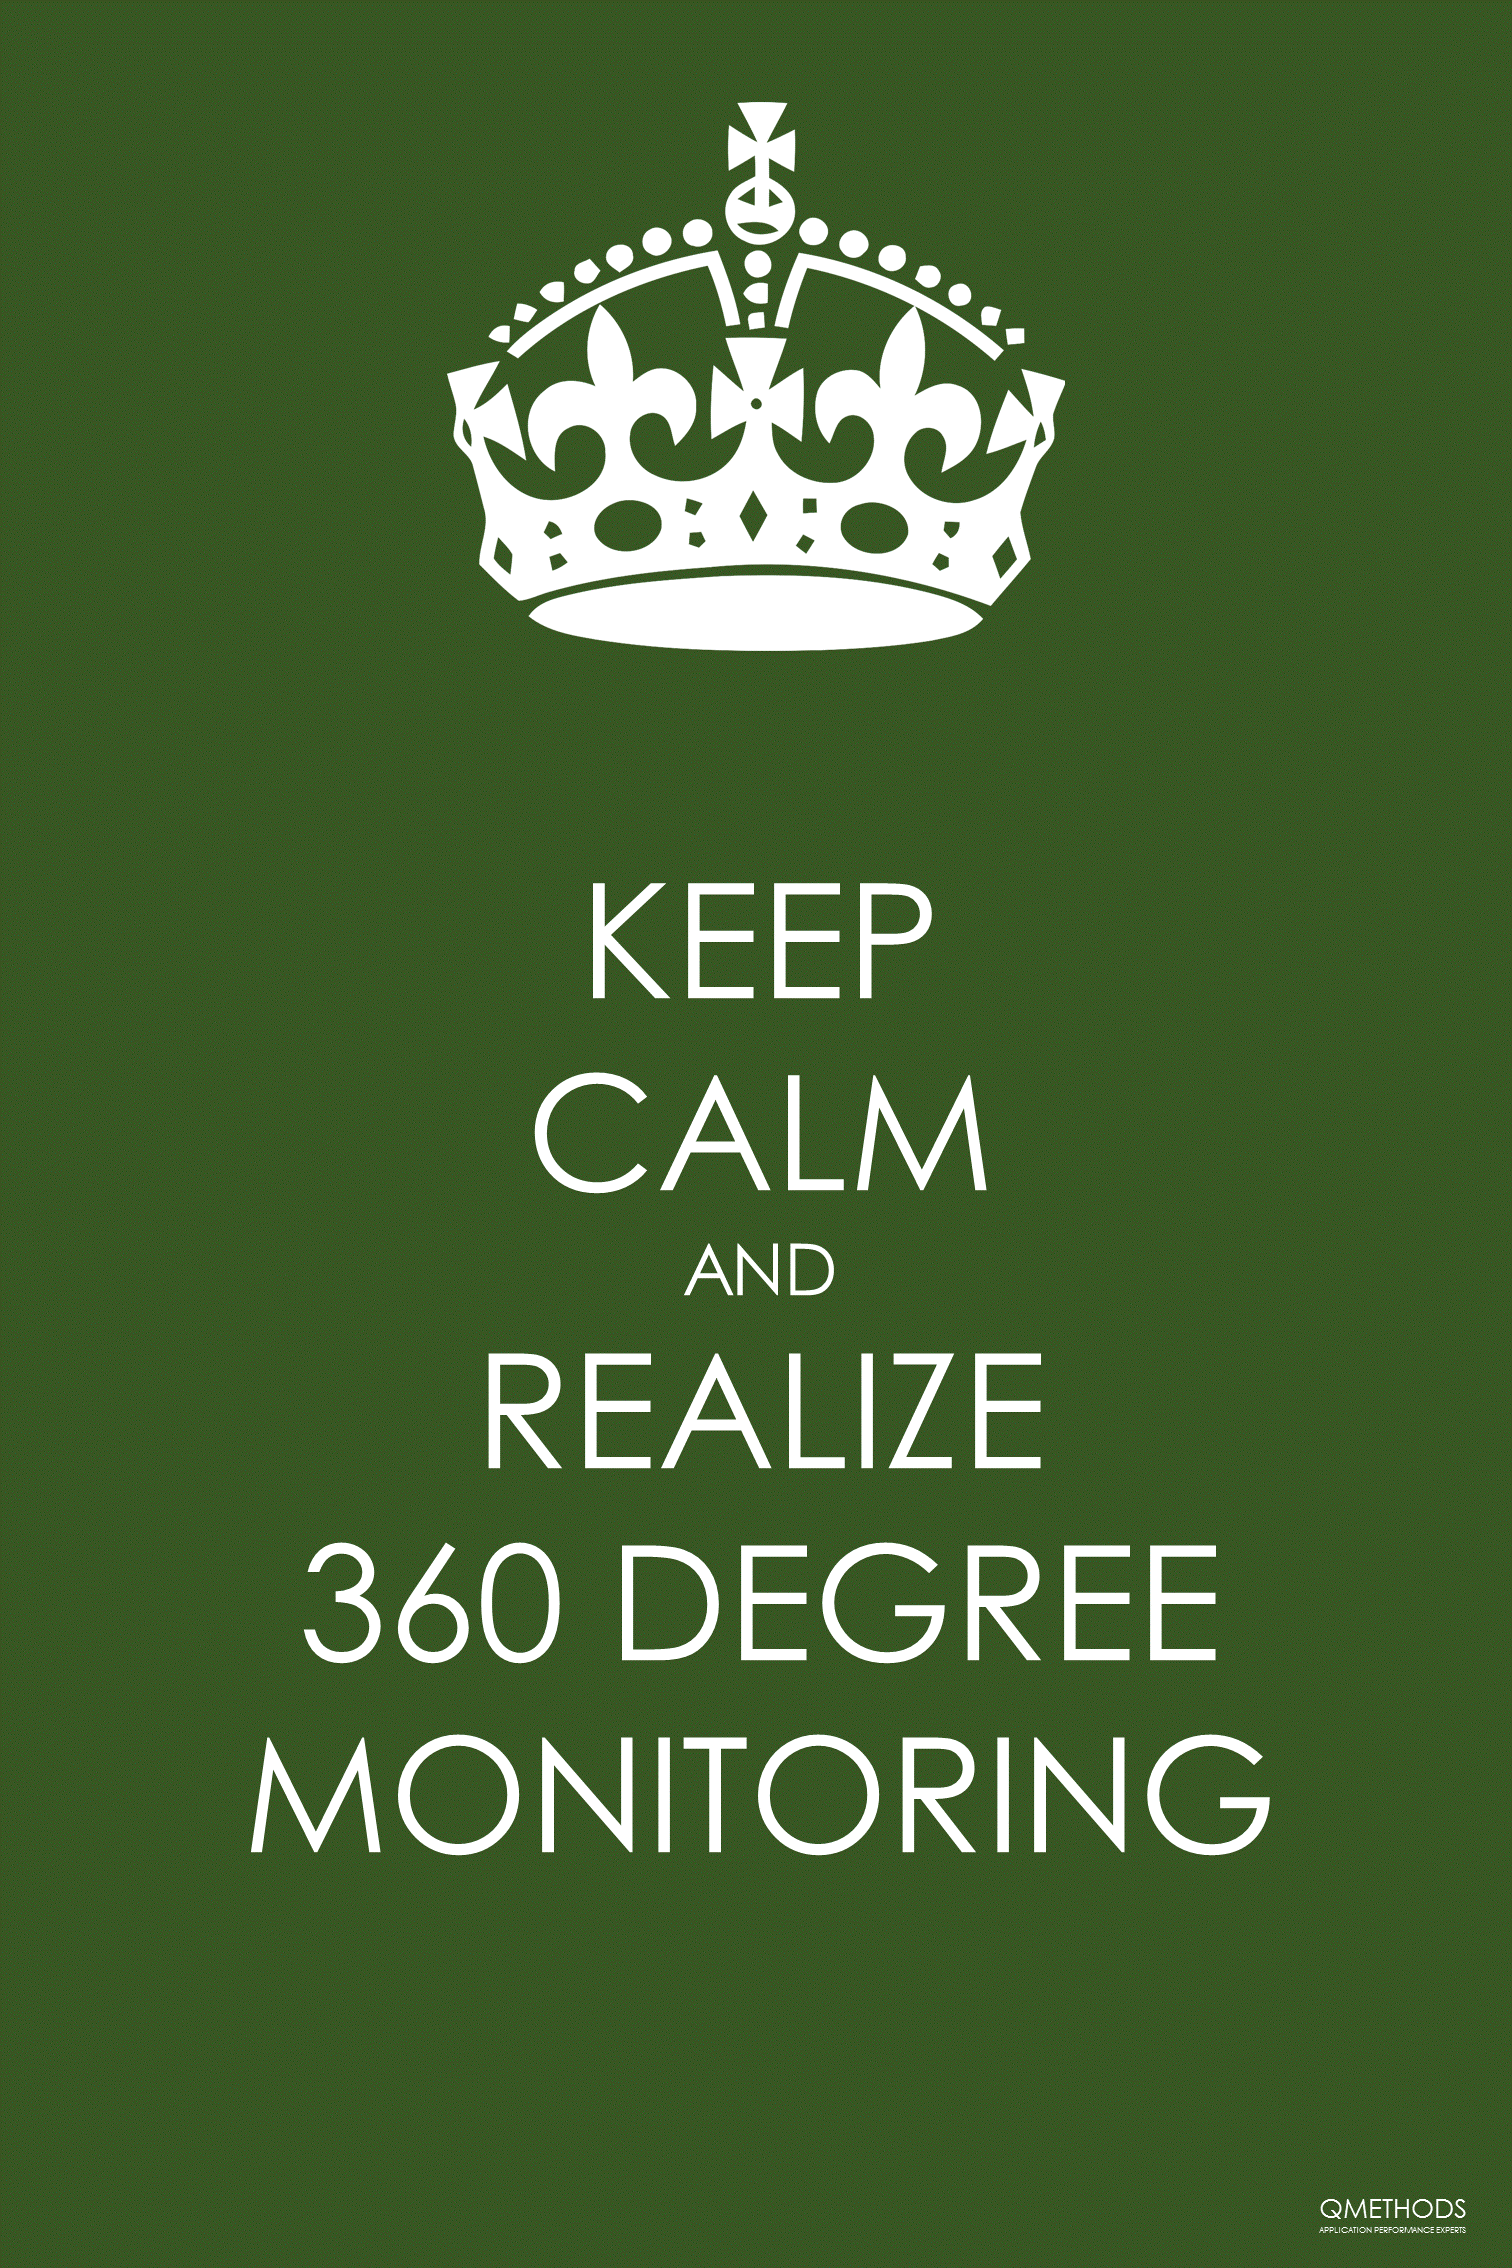 KEEP
CALM
AND
REALIZE
360 DEGREE
MONITORING
QMETHODS
APPLICATION PERFORMANCE EXPERTS